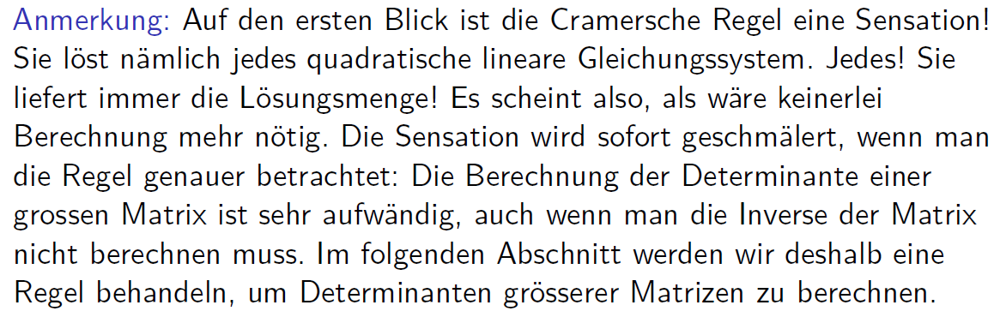 Anmerkung: Auf den ersten Blick ist die Cramersche Regel eine Sensation!
Sie löst nämlich jedes quadratische lineare Gleichungssystem. Jedes! Sie
liefert immer die Lösungsmenge! Es scheint also, als wäre keinerlei
Berechnung mehr nötig. Die Sensation wird sofort geschmälert, wenn man
die Regel genauer betrachtet: Die Berechnung der Determinante einer
grossen Matrix ist sehr aufwändig, auch wenn man die Inverse der Matrix
nicht berechnen muss. Im folgenden Abschnitt werden wir deshalb eine
Regel behandeln, um Determinanten grösserer Matrizen zu berechnen.